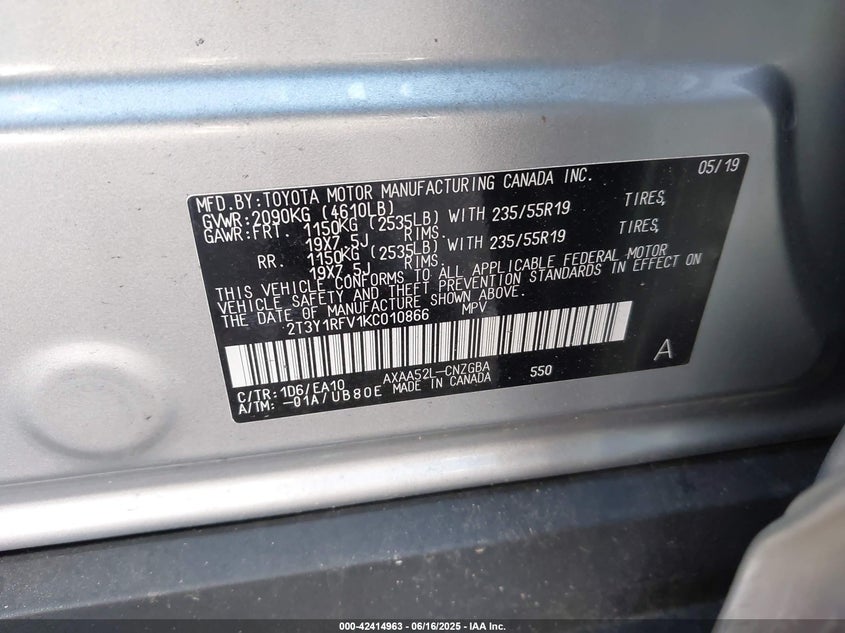 MFD.BY:TOYOTA MOTOR MANUFACTURING CANADA INC. 05/19
GVWR:2090KG (4610LB)
GAWR:FRT. 1150KG (2535LB) WITH 235/55R19 TIRES,
19X7.5J RIMS.
RR. 1150KG (2535LB) WITH 235/55R19 TIRES,
19X7.5J RIMS.
THIS VEHICLE CONFORMS TO ALL APPLICABLE FEDERAL MOTOR
VEHICLE SAFETY AND THEFT PREVENTION STANDARDS IN EFFECT ON
THE DATE OF MANUFACTURE SHOWN ABOVE.
2T3Y1RFV1KC010866 MPV
A
AXAA52L-CNZGBA 550
C/TR:1D6/EA10 MADE IN CANADA
A/TM: -01A/UB80E
000-42414963 - 06/16/2025 - IAA Inc.